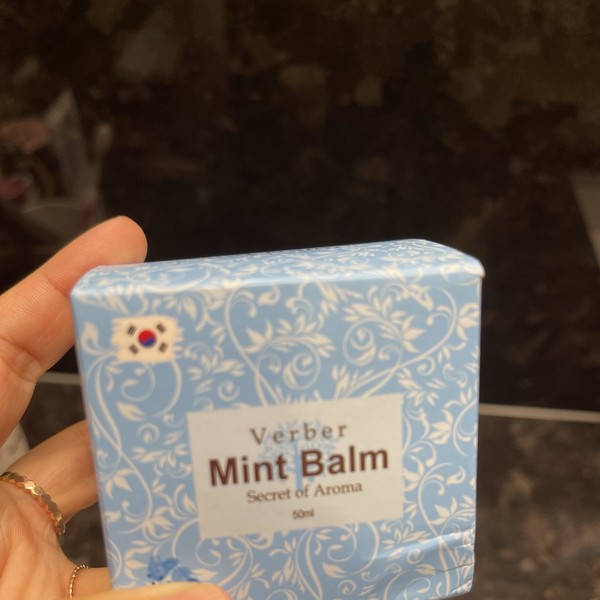 Verber
Mint Balm
Secret of Aroma
50ml